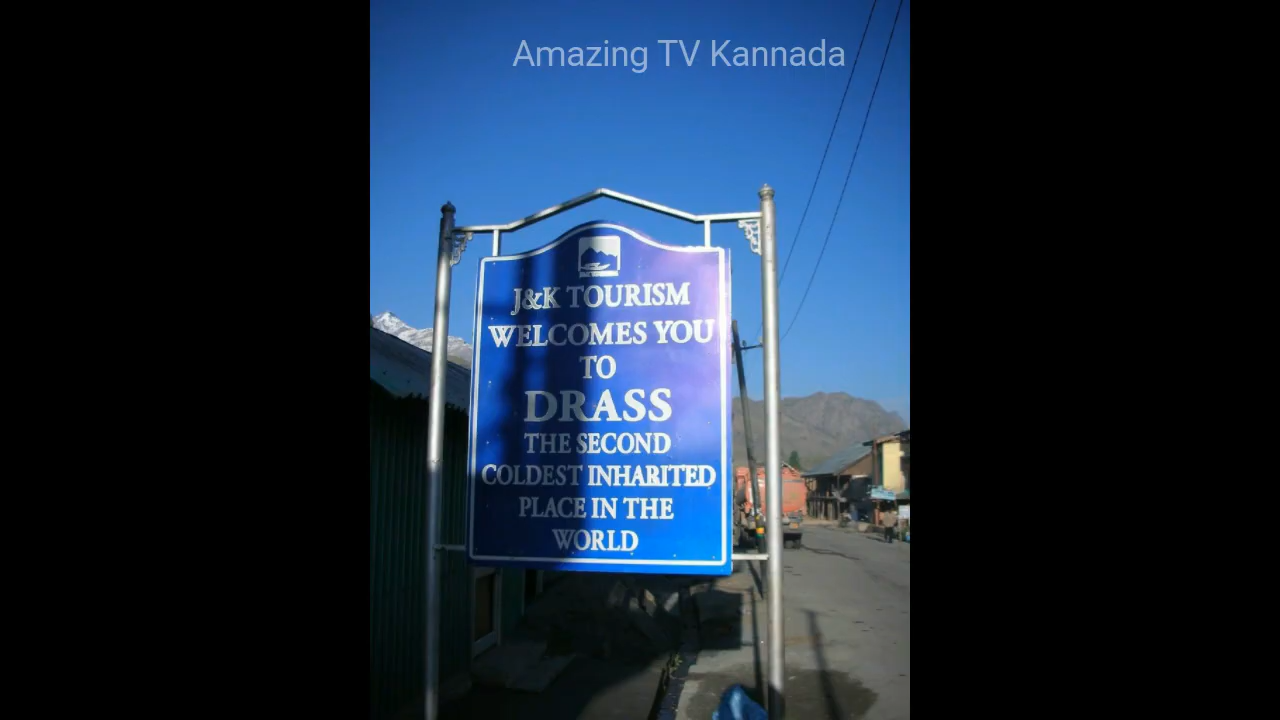 Amazing TV Kannada
J&K TOURISM
WELCOMES YOU
TO
DRASS
THE SECOND
COLDEST INHARITED
PLACE IN THE
WORLD